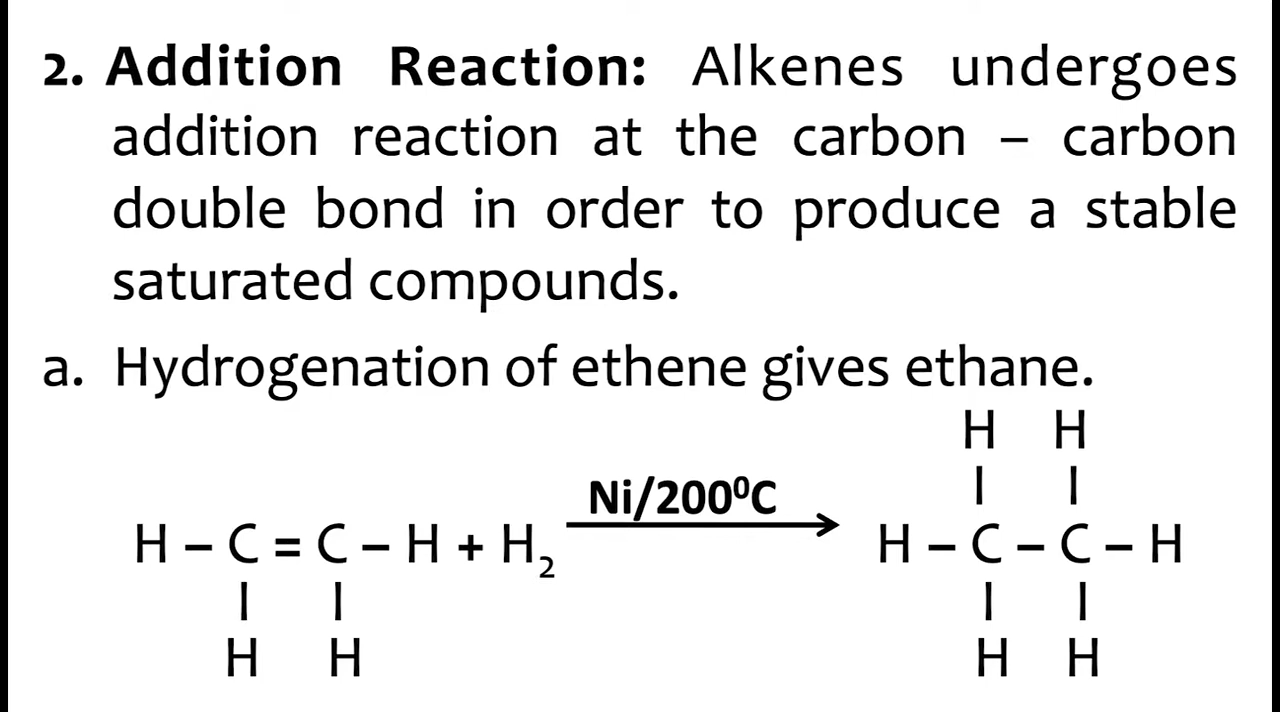 2. Addition Reaction: Alkenes undergoes
addition reaction at the carbon – carbon
double bond in order to produce a stable
saturated compounds.
a. Hydrogenation of ethene gives ethane.
H H
| |
Ni/200⁰C
H – C = C – H + H₂ → H – C – C – H
| | | |
H H H H